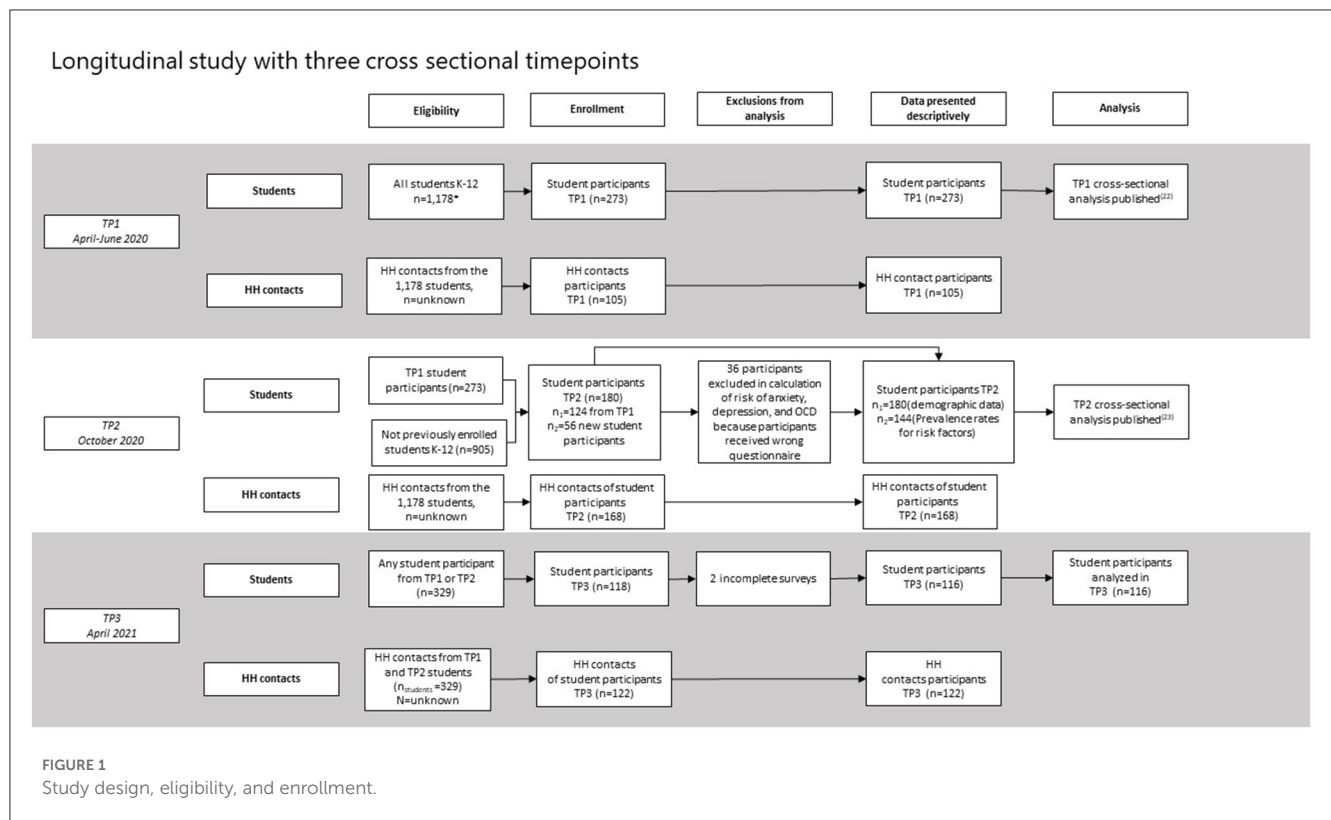 Longitudinal study with three cross sectional timepoints
Eligibility
Enrollment
Exclusions from
analysis
Data presented
descriptively
Analysis
TP1
April-June 2020
Students
All students K-12
n=1,178*
Student participants
TP1 (n=273)
Student participants
TP1 (n=273)
TP1 cross-sectional
analysis published(22)
HH contacts
HH contacts from the
1,178 students,
n=unknown
HH contacts
participants
TP1 (n=105)
HH contact participants
TP1 (n=105)
TP2
October 2020
Students
TP1 student
participants (n=273)
Not previously enrolled
students K-12 (n=905)
Student participants
TP2 (n=180)
n1=124 from TP1
n2=56 new student
participants
36 participants
excluded in calculation
of risk of anxiety,
depression, and OCD
because participants
received wrong
questionnaire
Student participants TP2
n1=180(demographic data)
n2=144(Prevalence rates
for risk factors)
TP2 cross-sectional
analysis published(23)
HH contacts
HH contacts from the
1,178 students,
n=unknown
HH contacts of student
participants
TP2 (n=168)
HH contacts of student
participants
TP2 (n=168)
TP3
April 2021
Students
Any student participant
from TP1 or TP2
(n=329)
Student participants
TP3 (n=118)
2 incomplete surveys
Student participants
TP3 (n=116)
Student participants
analyzed in
TP3 (n=116)
HH contacts
HH contacts from TP1
and TP2 students
(nstudents =329)
N=unknown
HH contacts
of student participants
TP3 (n=122)
HH
contacts participants
TP3 (n=122)
FIGURE 1
Study design, eligibility, and enrollment.